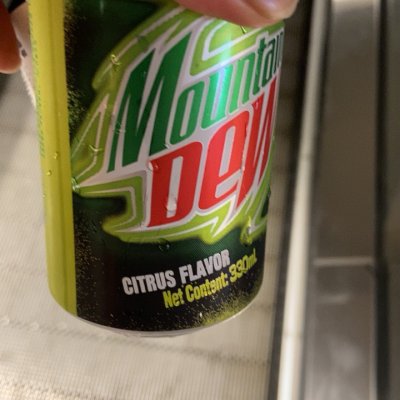 Mountain
Dew
CITRUS FLAVOR
Net Content: 330mL